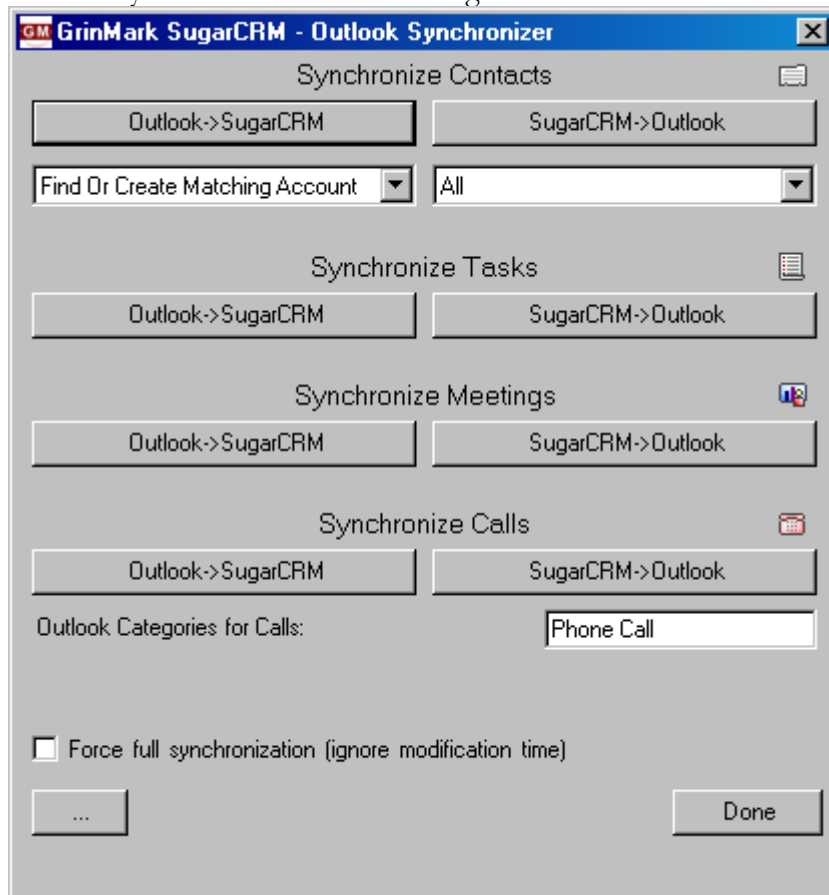 GM GrinMark SugarCRM - Outlook Synchronizer
Synchronize Contacts
Outlook->SugarCRM SugarCRM->Outlook
Find Or Create Matching Account All
Synchronize Tasks
Outlook->SugarCRM SugarCRM->Outlook
Synchronize Meetings
Outlook->SugarCRM SugarCRM->Outlook
Synchronize Calls
Outlook->SugarCRM SugarCRM->Outlook
Outlook Categories for Calls: Phone Call
Force full synchronization (ignore modification time)
... Done